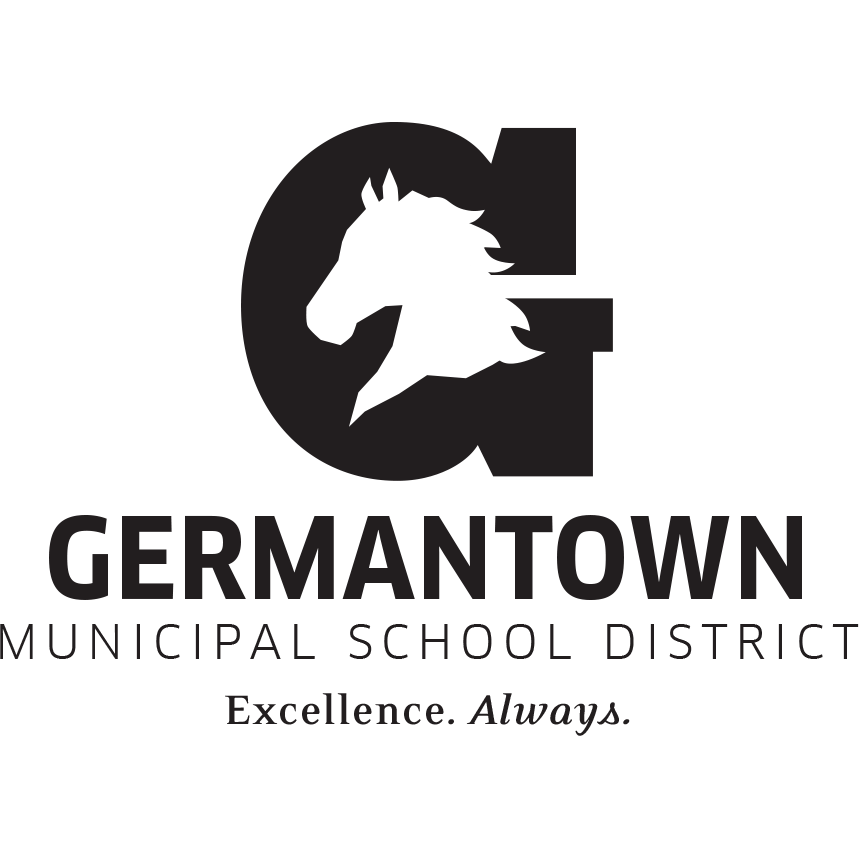 G
GERMANTOWN
MUNICIPAL SCHOOL DISTRICT
Excellence. Always.